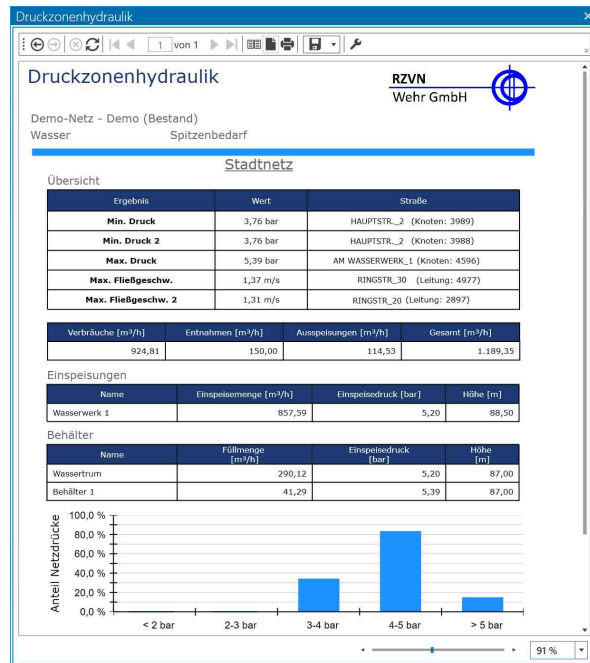 Druckzonenhydraulik
1 von 1
Druckzonenhydraulik
RZVN
Wehr GmbH
Demo-Netz - Demo (Bestand)
Wasser Spitzenbedarf
Stadtnetz
Übersicht
Ergebnis Wert Straße
Min. Druck 3,76 bar HAUPTSTR._2 (Knoten: 3989)
Min. Druck 2 3,76 bar HAUPTSTR._2 (Knoten: 3988)
Max. Druck 5,39 bar AM WASSERWERK_1 (Knoten: 4596)
Max. Fließgeschw. 1,37 m/s RINGSTR_30 (Leitung: 4977)
Max. Fließgeschw. 2 1,31 m/s RINGSTR_20 (Leitung: 2897)
Verbräuche [m³/h] Entnahmen [m³/h] Ausspeisungen [m³/h] Gesamt [m³/h]
924,81 150,00 114,53 1.189,35
Einspeisungen
Name Einspeisemenge [m³/h] Einspeisedruck [bar] Höhe [m]
Wasserwerk 1 857,59 5,20 88,50
Behälter
Name Füllmenge [m³/h] Einspeisedruck [bar] Höhe [m]
Wassertrum 290,12 5,20 87,00
Behälter 1 41,29 5,39 87,00
Anteil Netzdrücke
100,0 %
80,0 %
60,0 %
40,0 %
20,0 %
0,0 %
< 2 bar 2-3 bar 3-4 bar 4-5 bar > 5 bar
91 %